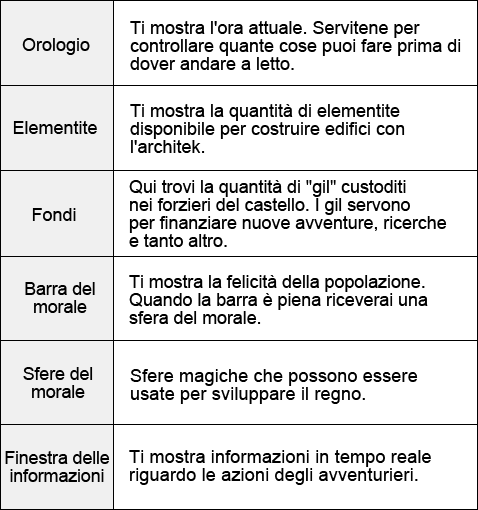 Orologio
Ti mostra l'ora attuale. Servitene per
controllare quante cose puoi fare prima di
dover andare a letto.
Elementite
Ti mostra la quantità di elementite
disponibile per costruire edifici con
l'architek.
Fondi
Qui trovi la quantità di "gil" custoditi
nei forzieri del castello. I gil servono
per finanziare nuove avventure, ricerche
e tanto altro.
Barra del
morale
Ti mostra la felicità della popolazione.
Quando la barra è piena riceverai una
sfera del morale.
Sfere del
morale
Sfere magiche che possono essere
usate per sviluppare il regno.
Finestra delle
informazioni
Ti mostra informazioni in tempo reale
riguardo le azioni degli avventurieri.